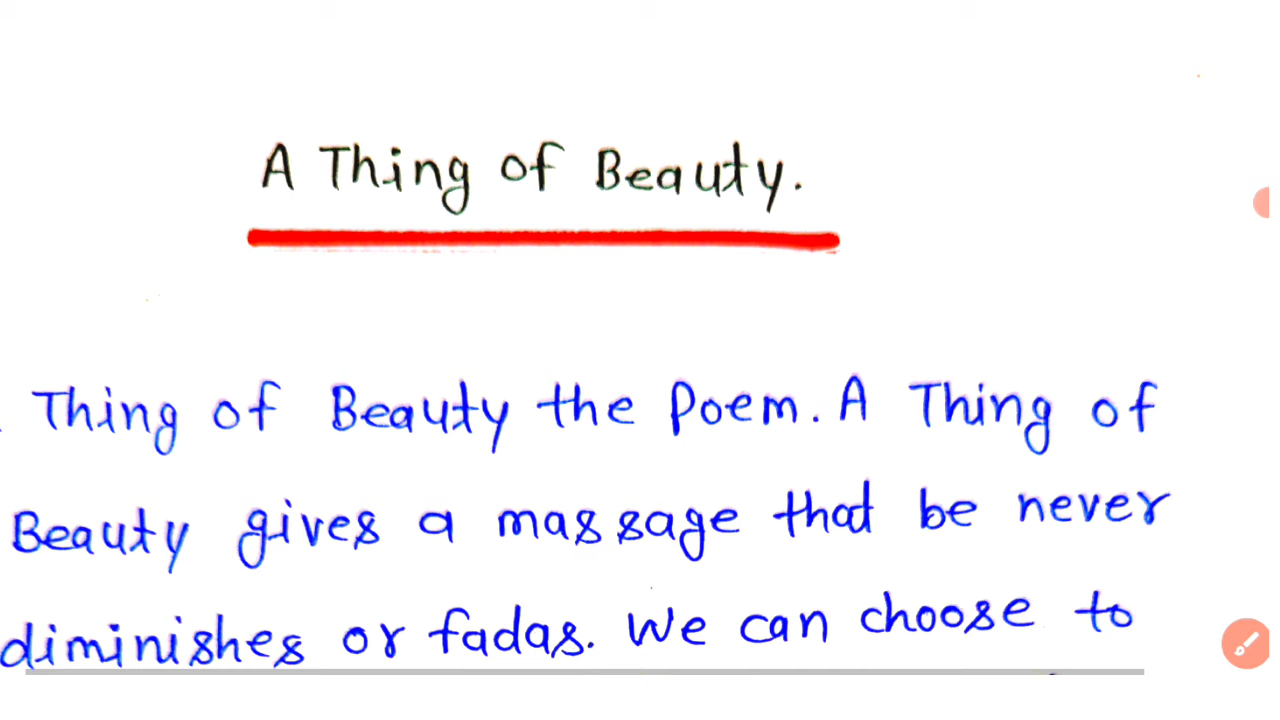 A Thing of Beauty.
Thing of Beauty the Poem. A Thing of
Beauty gives a massage that be never
diminishes or fadas. We can choose to